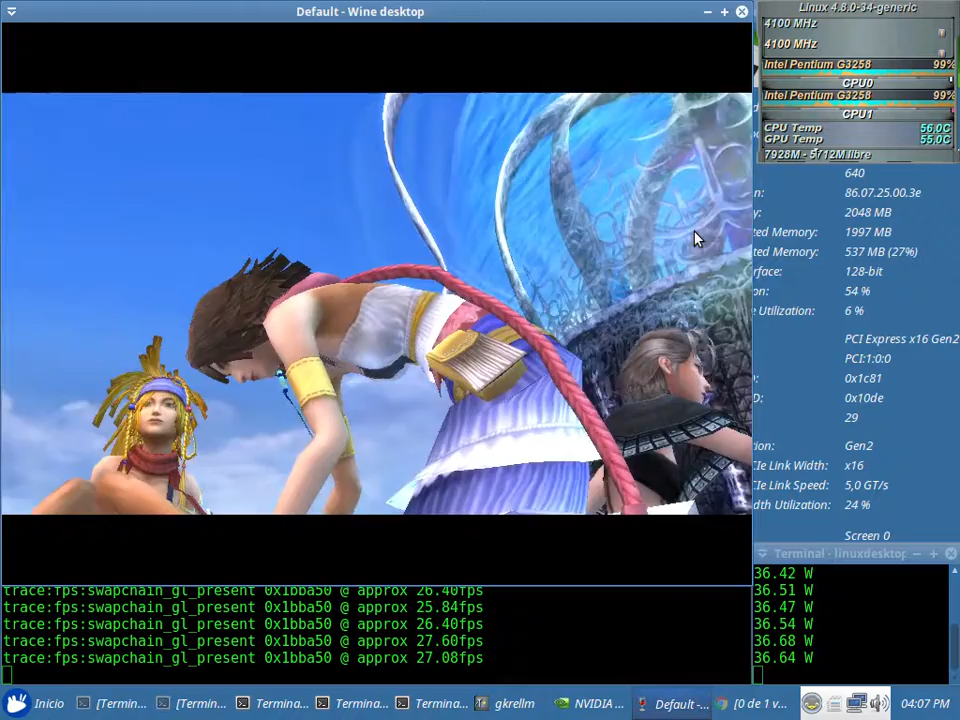 Default - Wine desktop
Linux 4.8.0-34-generic
4100 MHz
4100 MHz
Intel Pentium G3258 99%
CPU0
Intel Pentium G3258 99%
CPU1
CPU Temp 56.0C
GPU Temp 55.0C
7928M - 5712M libre
640
n: 86.07.25.00.3e
y: 2048 MB
ted Memory: 1997 MB
ted Memory: 537 MB (27%)
rface: 128-bit
on: 54 %
e Utilization: 6 %
PCI Express x16 Gen2
PCI:1:0:0
: 0x1c81
D: 0x10de
29
ion: Gen2
CIe Link Width: x16
CIe Link Speed: 5,0 GT/s
dth Utilization: 24 %
Screen 0
Terminal - linuxdesktop
trace:fps:swapchain_gl_present 0x1bba50 @ approx 26.40fps
trace:fps:swapchain_gl_present 0x1bba50 @ approx 25.84fps
trace:fps:swapchain_gl_present 0x1bba50 @ approx 26.40fps
trace:fps:swapchain_gl_present 0x1bba50 @ approx 27.60fps
trace:fps:swapchain_gl_present 0x1bba50 @ approx 27.08fps
36.42 W
36.51 W
36.47 W
36.54 W
36.68 W
36.64 W
Inicio [Termin... [Termin... Termina... Termina... Termina... gkrellm NVIDIA ... Default -... [0 de 1 v... 04:07 PM